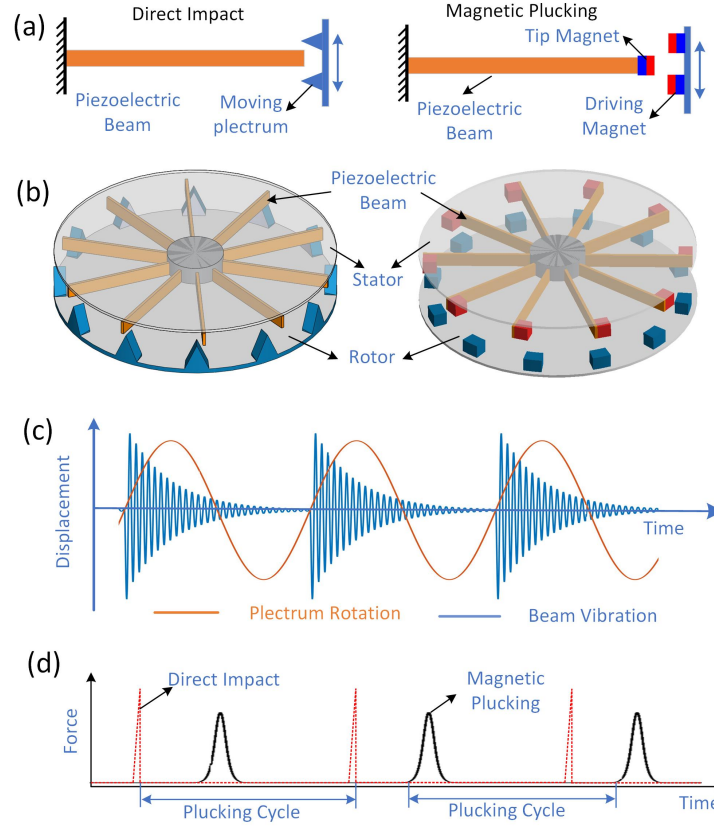 (a)
Direct Impact
Magnetic Plucking
Tip Magnet
Piezoelectric
Beam
Moving
plectrum
Piezoelectric
Beam
Driving
Magnet
(b)
Piezoelectric
Beam
Stator
Rotor
(c)
Displacement
Time
Plectrum Rotation
Beam Vibration
(d)
Direct Impact
Magnetic
Plucking
Force
Plucking Cycle
Plucking Cycle
Time